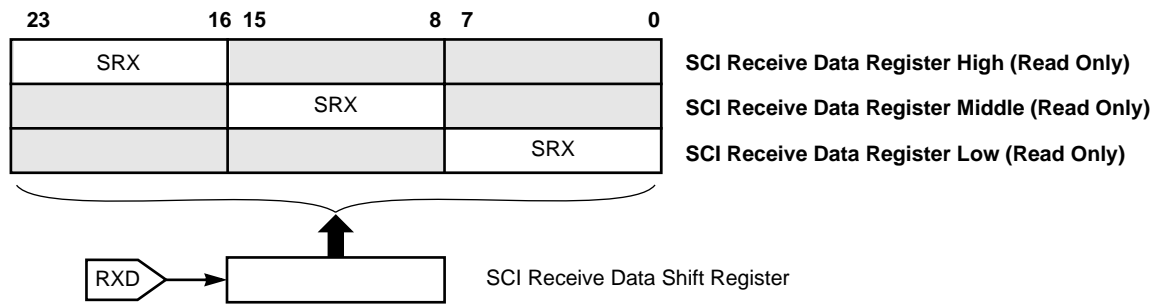 23 16 15 8 7 0
SRX SCI Receive Data Register High (Read Only)
SRX SCI Receive Data Register Middle (Read Only)
SRX SCI Receive Data Register Low (Read Only)
RXD SCI Receive Data Shift Register